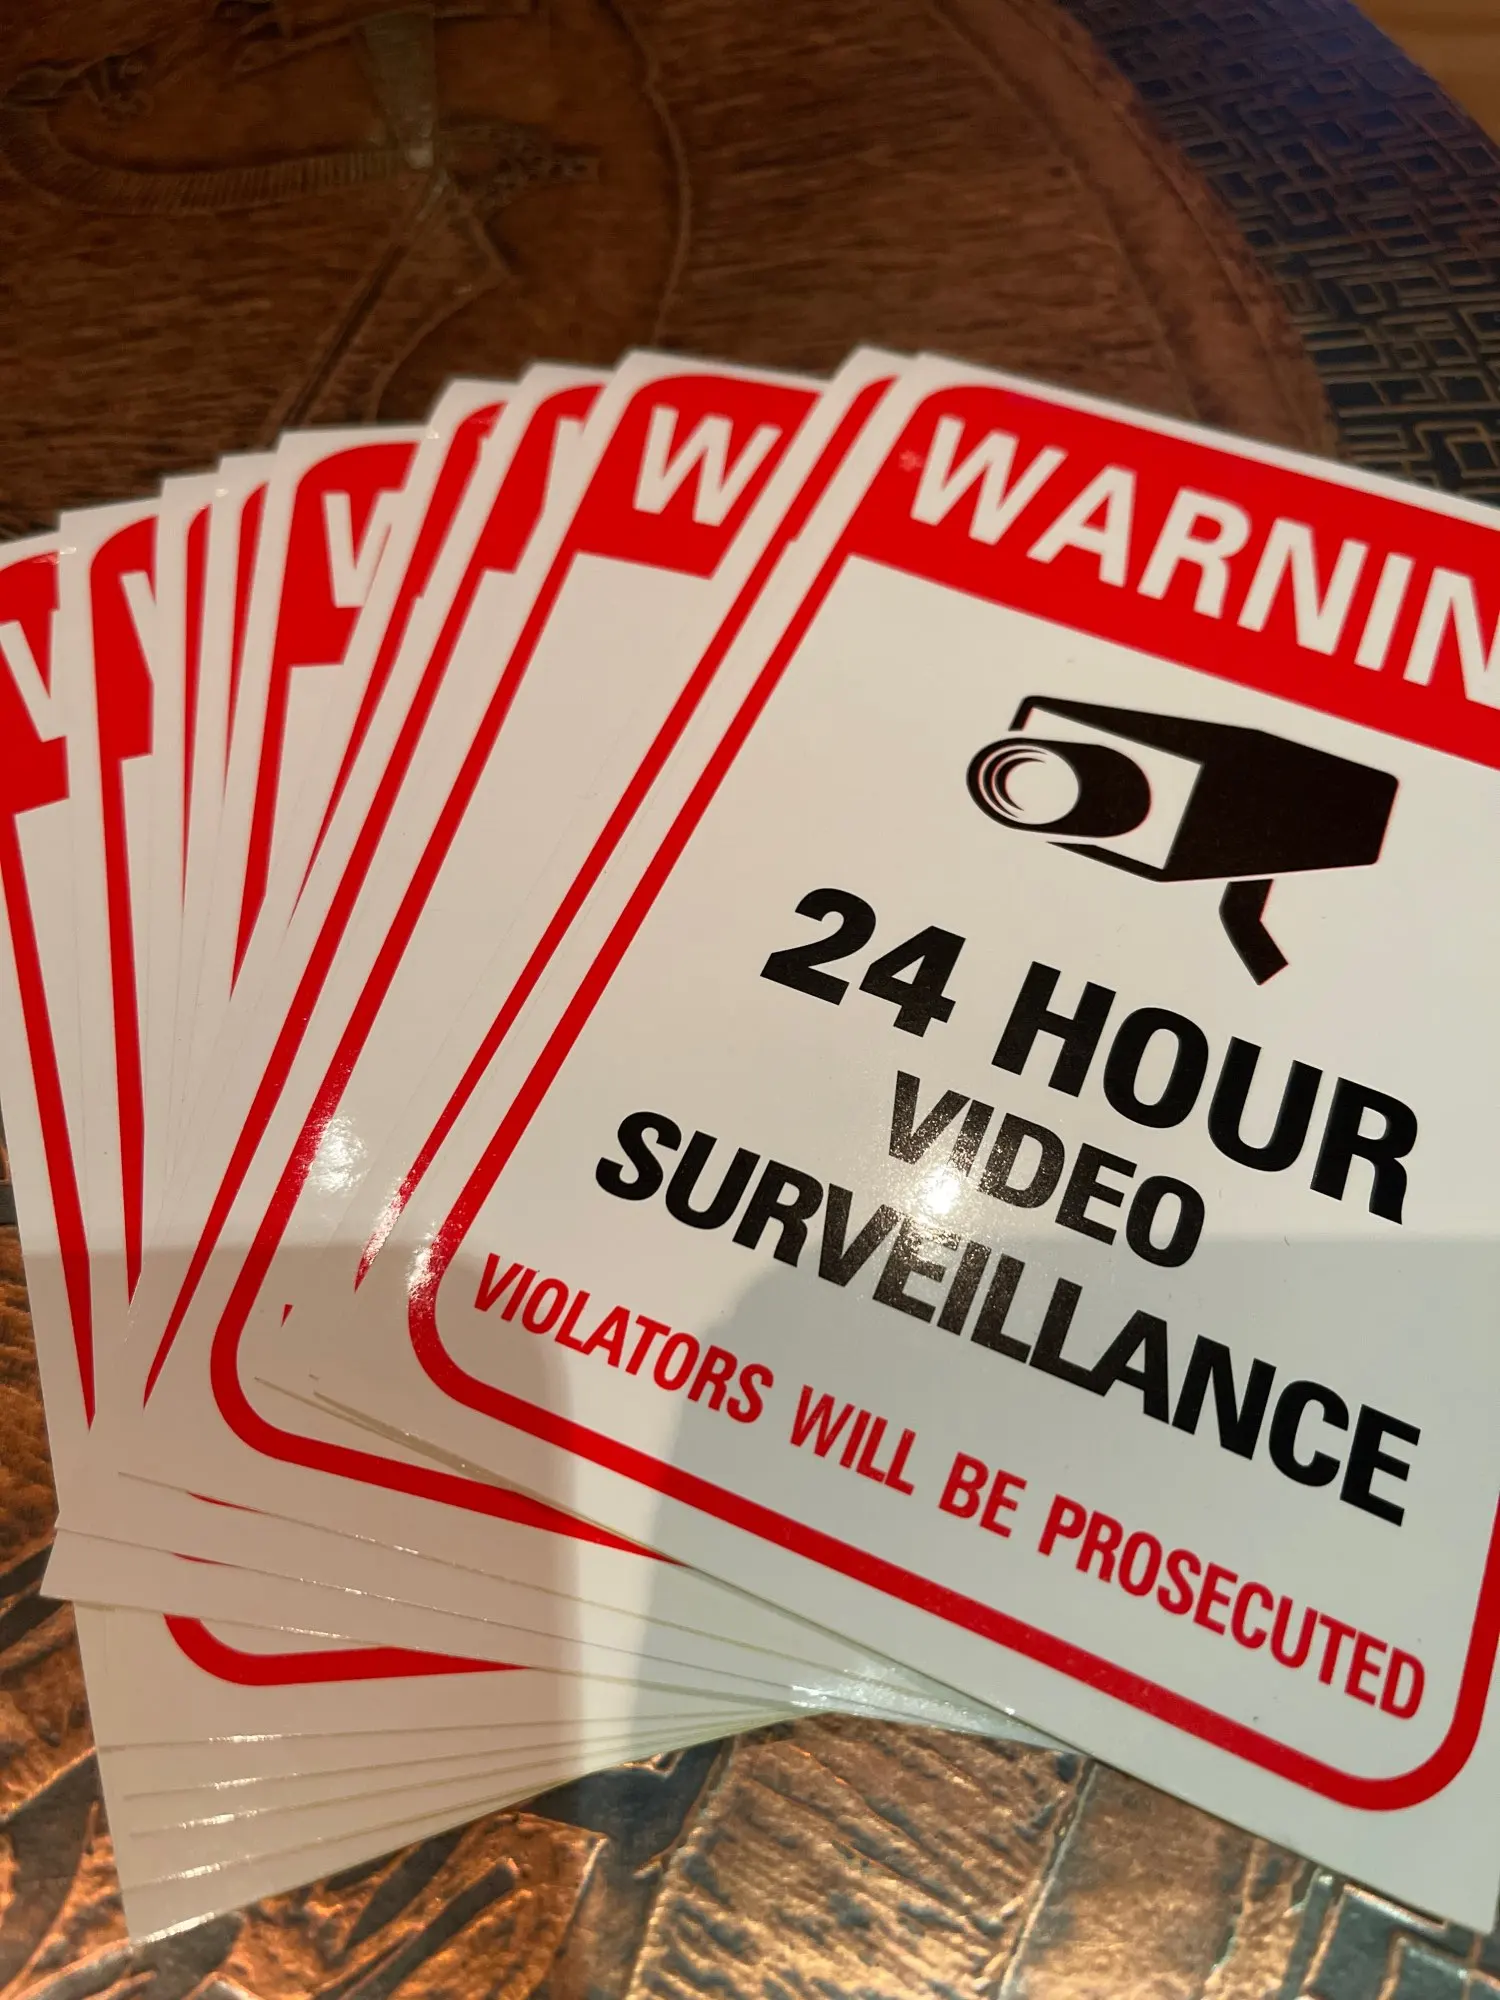 WARNIN
24 HOUR
VIDEO
SURVEILLANCE
VIOLATORS WILL BE PROSECUTED
W